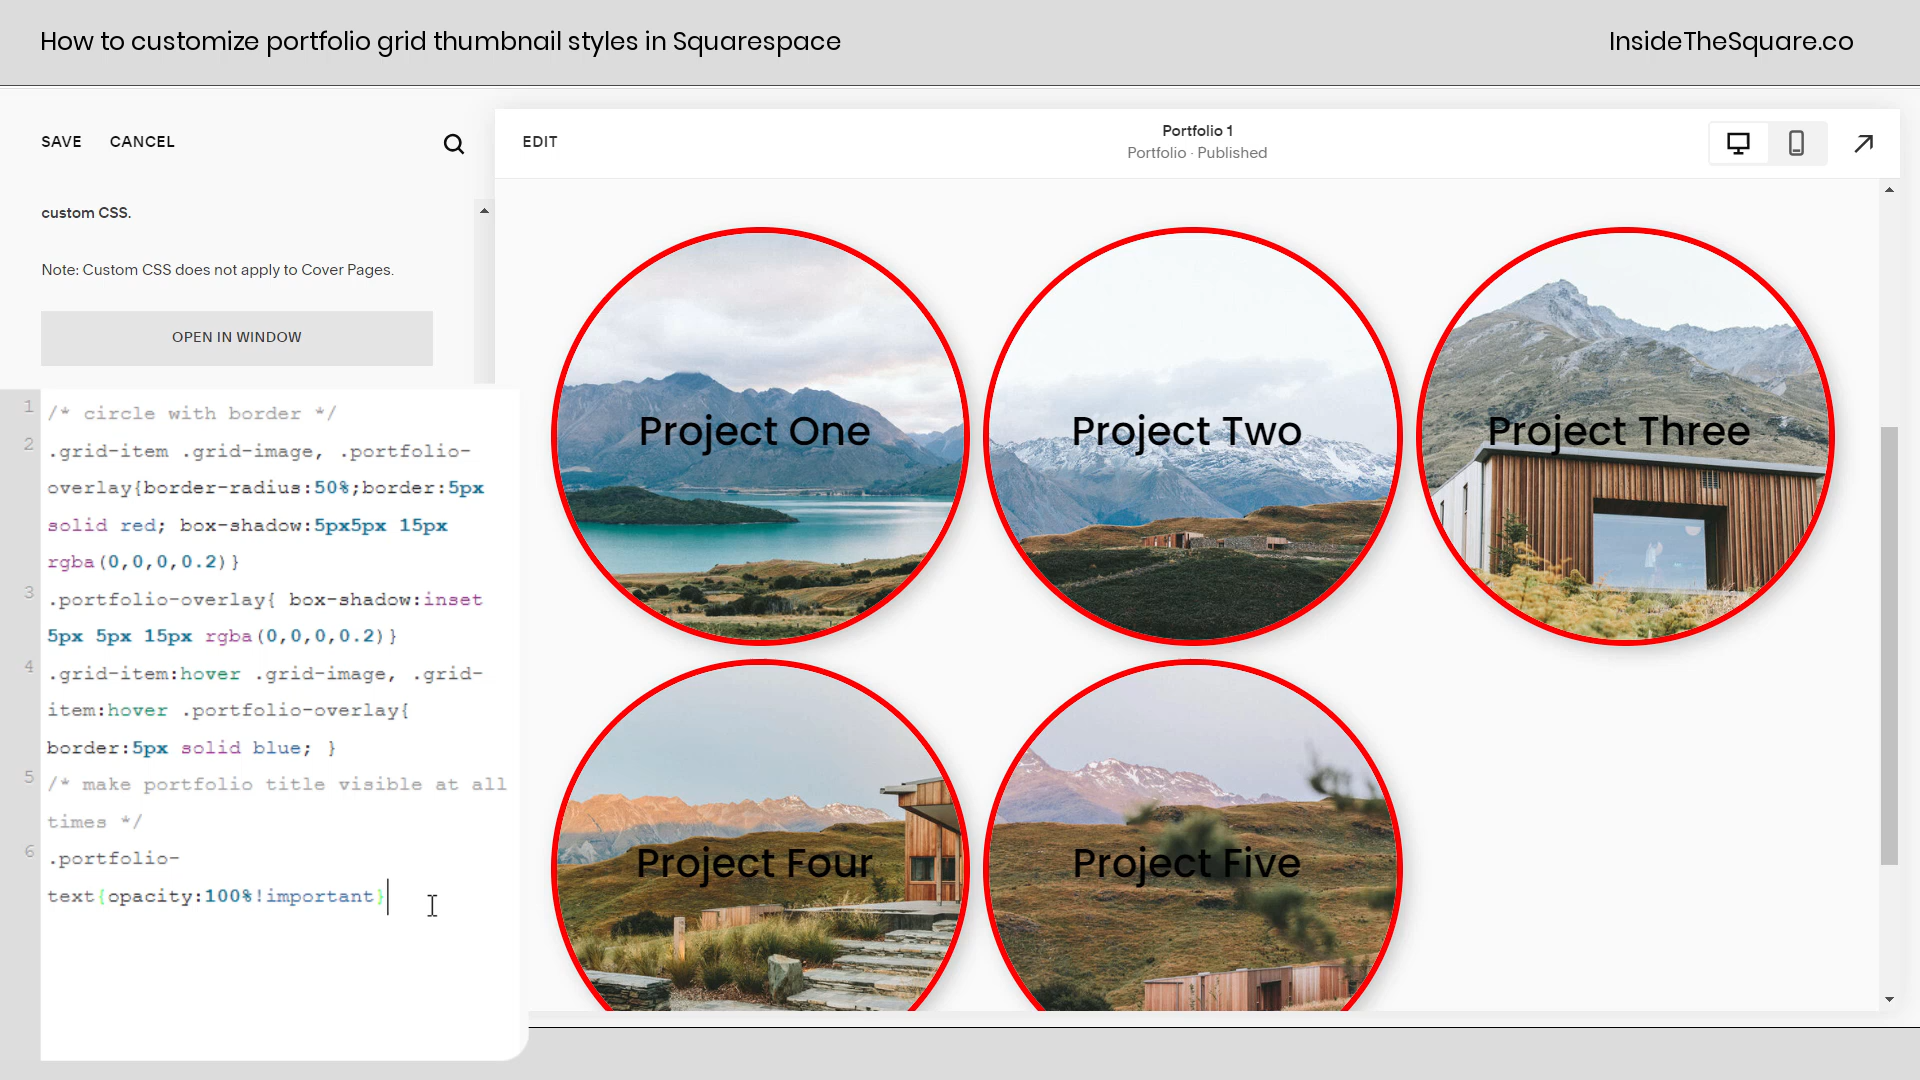 How to customize portfolio grid thumbnail styles in Squarespace
InsideTheSquare.co
SAVE
CANCEL
EDIT
Portfolio 1
Portfolio · Published
custom CSS.
Note: Custom CSS does not apply to Cover Pages.
OPEN IN WINDOW
1
/* circle with border */
2
.grid-item .grid-image, .portfolio-
overlay{border-radius:50%;border:5px
solid red; box-shadow:5px5px 15px
rgba(0,0,0,0.2)}
3
.portfolio-overlay{ box-shadow:inset
5px 5px 15px rgba(0,0,0,0.2)}
4
.grid-item:hover .grid-image, .grid-
item:hover .portfolio-overlay{
border:5px solid blue; }
5
/* make portfolio title visible at all
times */
6
.portfolio-
text{opacity:100%!important}
Project One
Project Two
Project Three
Project Four
Project Five